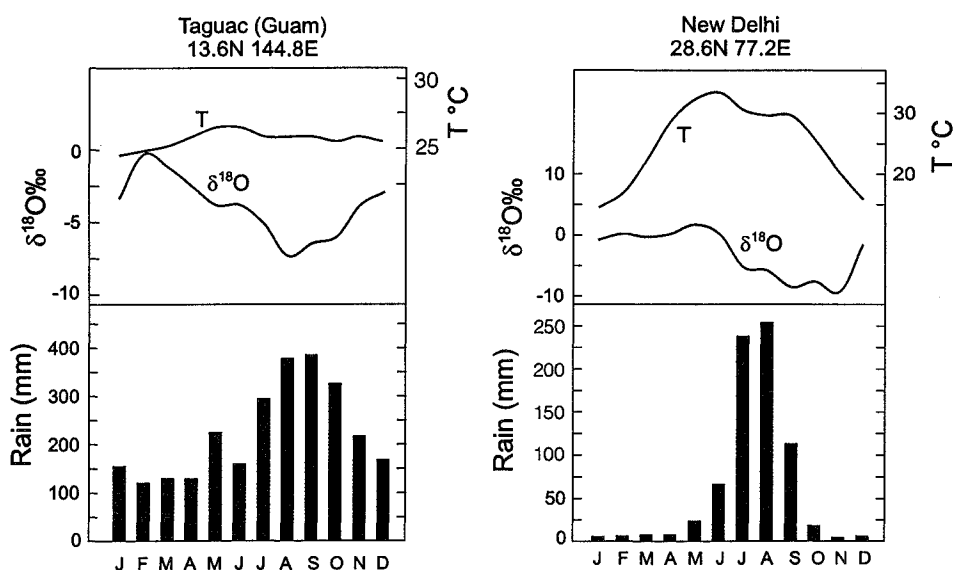 Taguac (Guam)
13.6N 144.8E
30
25
T °C
T
δ¹⁸O
0
-5
-10
δ¹⁸O‰
400
300
200
100
0
Rain (mm)
J F M A M J J A S O N D
New Delhi
28.6N 77.2E
30
20
T °C
T
δ¹⁸O
10
0
-10
δ¹⁸O‰
250
200
150
100
50
0
Rain (mm)
J F M A M J J A S O N D